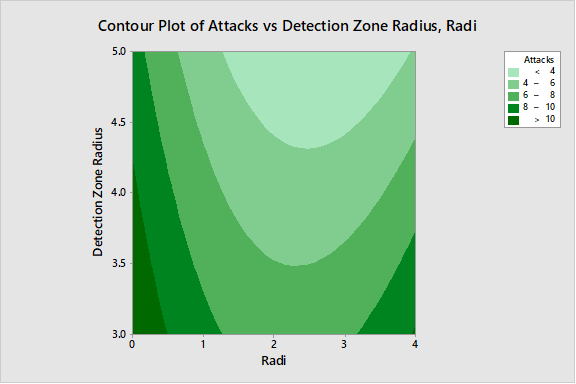 Contour Plot of Attacks vs Detection Zone Radius, Radi
Attacks
< 4
4 – 6
6 – 8
8 – 10
> 10
Detection Zone Radius
5.0
4.5
4.0
3.5
3.0
0 1 2 3 4
Radi